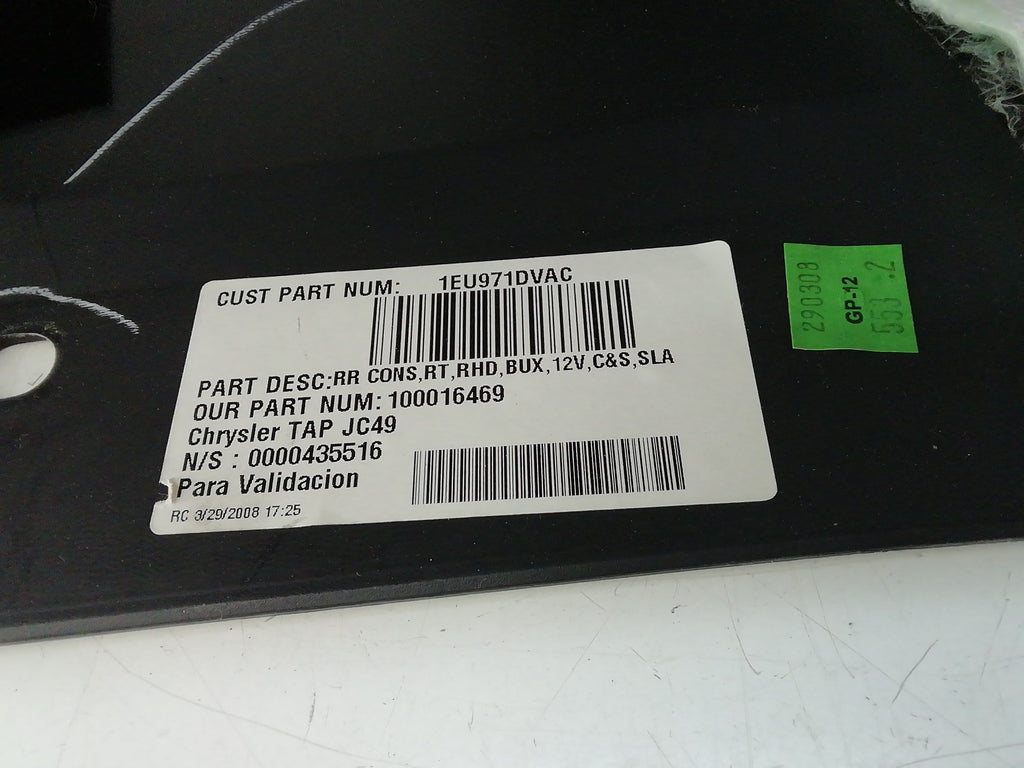 CUST PART NUM: 1EU971DVAC
PART DESC:RR CONS,RT,RHD,BUX,12V,C&S,SLA
OUR PART NUM: 100016469
Chrysler TAP JC49
N/S : 0000435516
Para Validacion
RC 3/29/2008 17:25
290308
GP-12
553 .2